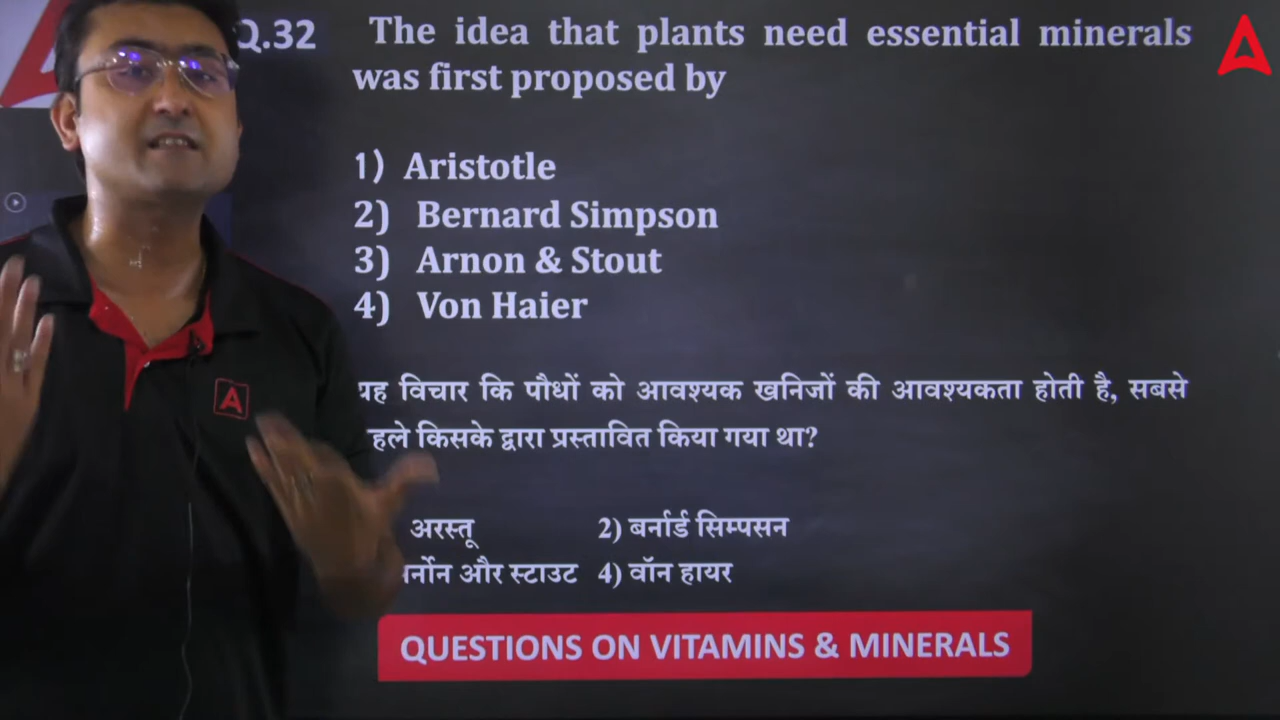 Q.32 The idea that plants need essential minerals
was first proposed by
1) Aristotle
2) Bernard Simpson
3) Arnon & Stout
4) Von Haier
यह विचार कि पौधों को आवश्यक खनिजों की आवश्यकता होती है, सबसे
किसके द्वारा प्रस्तावित किया गया था?
अरस्तू 2) बर्नार्ड सिम्पसन
और स्टाउट 4) वॉन हायर
QUESTIONS ON VITAMINS & MINERALS